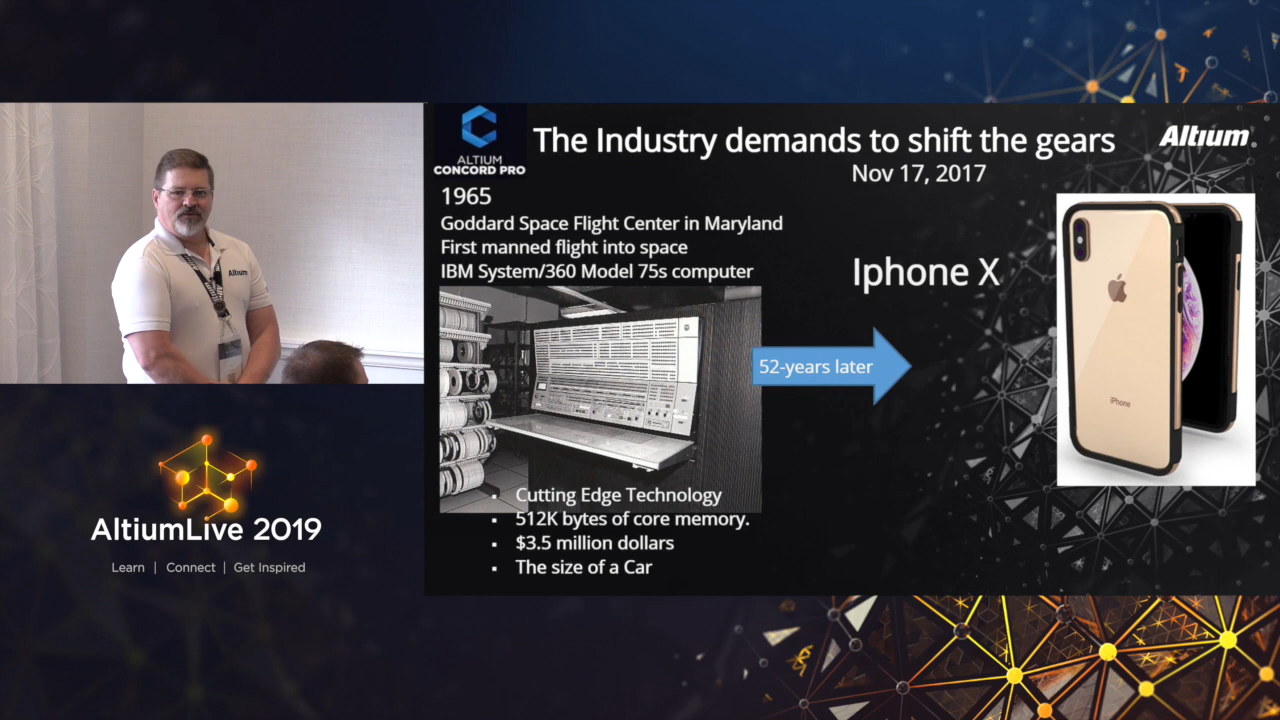 ALTIUM
CONCORD PRO
The Industry demands to shift the gears
Altium®
Nov 17, 2017
1965
Goddard Space Flight Center in Maryland
First manned flight into space
IBM System/360 Model 75s computer
Iphone X
52-years later
iPhone
▪ Cutting Edge Technology
▪ 512K bytes of core memory.
▪ $3.5 million dollars
▪ The size of a Car
Altium
AltiumLive 2019
Learn | Connect | Get Inspired